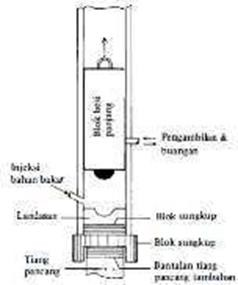 Blok besi
panjang
Pengambilan &
buangan
Injeksi
bahan bakar
Landasan
Blok sungkup
Blok sungkup
Tiang
pancang
Bantalan tiang
pancang tambahan